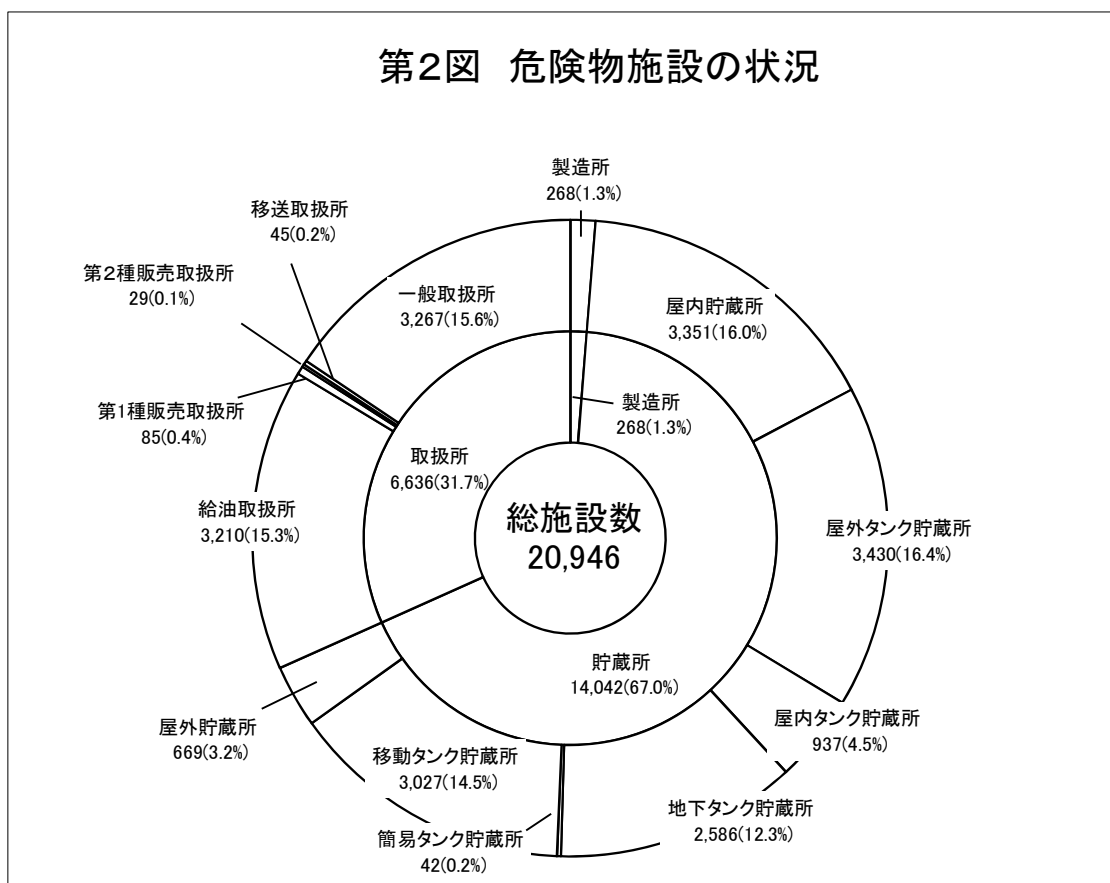 第2図 危険物施設の状況
製造所
268(1.3%)
屋内貯蔵所
3,351(16.0%)
屋外タンク貯蔵所
3,430(16.4%)
屋内タンク貯蔵所
937(4.5%)
地下タンク貯蔵所
2,586(12.3%)
簡易タンク貯蔵所
42(0.2%)
移動タンク貯蔵所
3,027(14.5%)
屋外貯蔵所
669(3.2%)
給油取扱所
3,210(15.3%)
第1種販売取扱所
85(0.4%)
第2種販売取扱所
29(0.1%)
移送取扱所
45(0.2%)
一般取扱所
3,267(15.6%)
製造所
268(1.3%)
貯蔵所
14,042(67.0%)
取扱所
6,636(31.7%)
総施設数
20,946